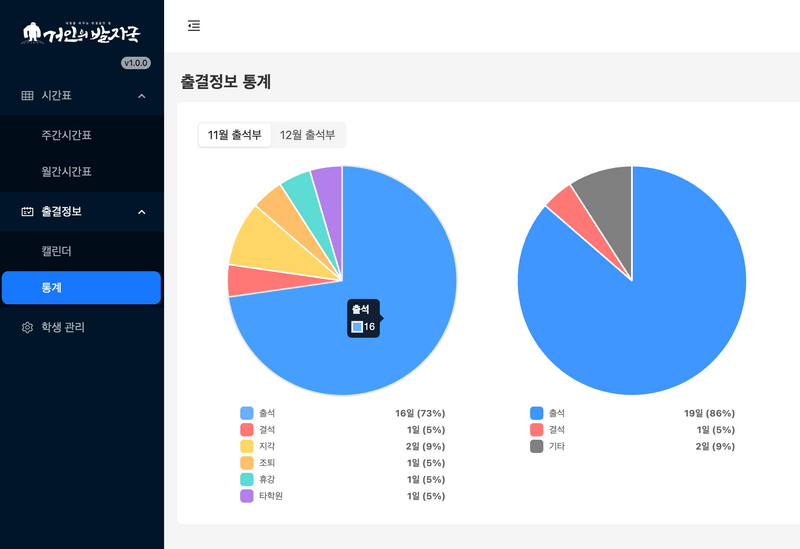 거인의 발자국
v1.0.0
시간표
주간시간표
월간시간표
출결정보
캘린더
통계
학생 관리
출결정보 통계
11월 출석부
12월 출석부
출석
16
출석 16일 (73%)
결석 1일 (5%)
지각 2일 (9%)
조퇴 1일 (5%)
휴강 1일 (5%)
타학원 1일 (5%)
출석 19일 (86%)
결석 1일 (5%)
기타 2일 (9%)